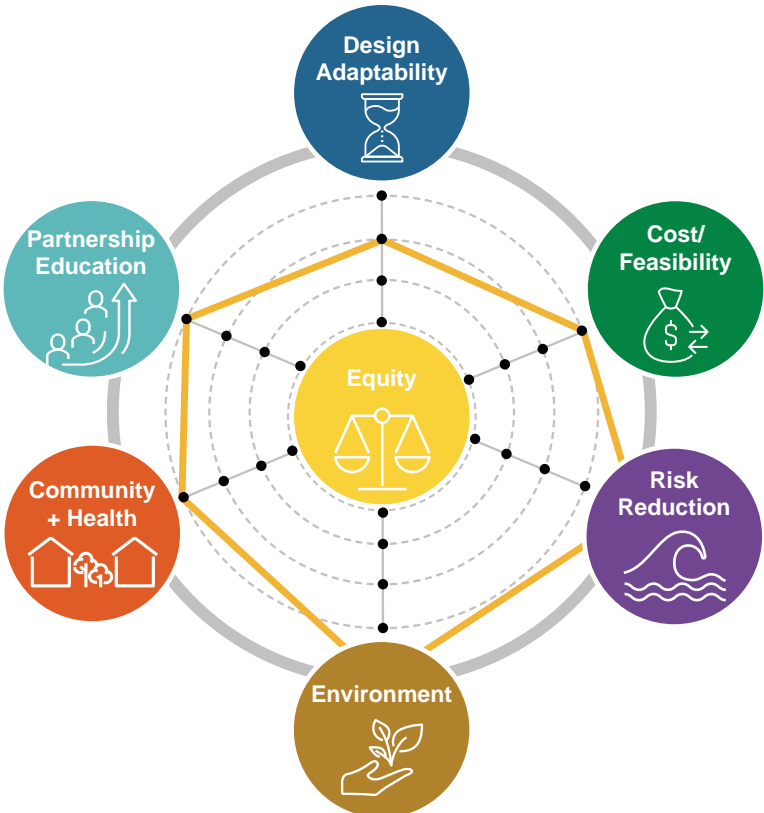 Design
Adaptability
Partnership
Education
Cost/
Feasibility
Equity
$
Community
+ Health
Risk
Reduction
Environment